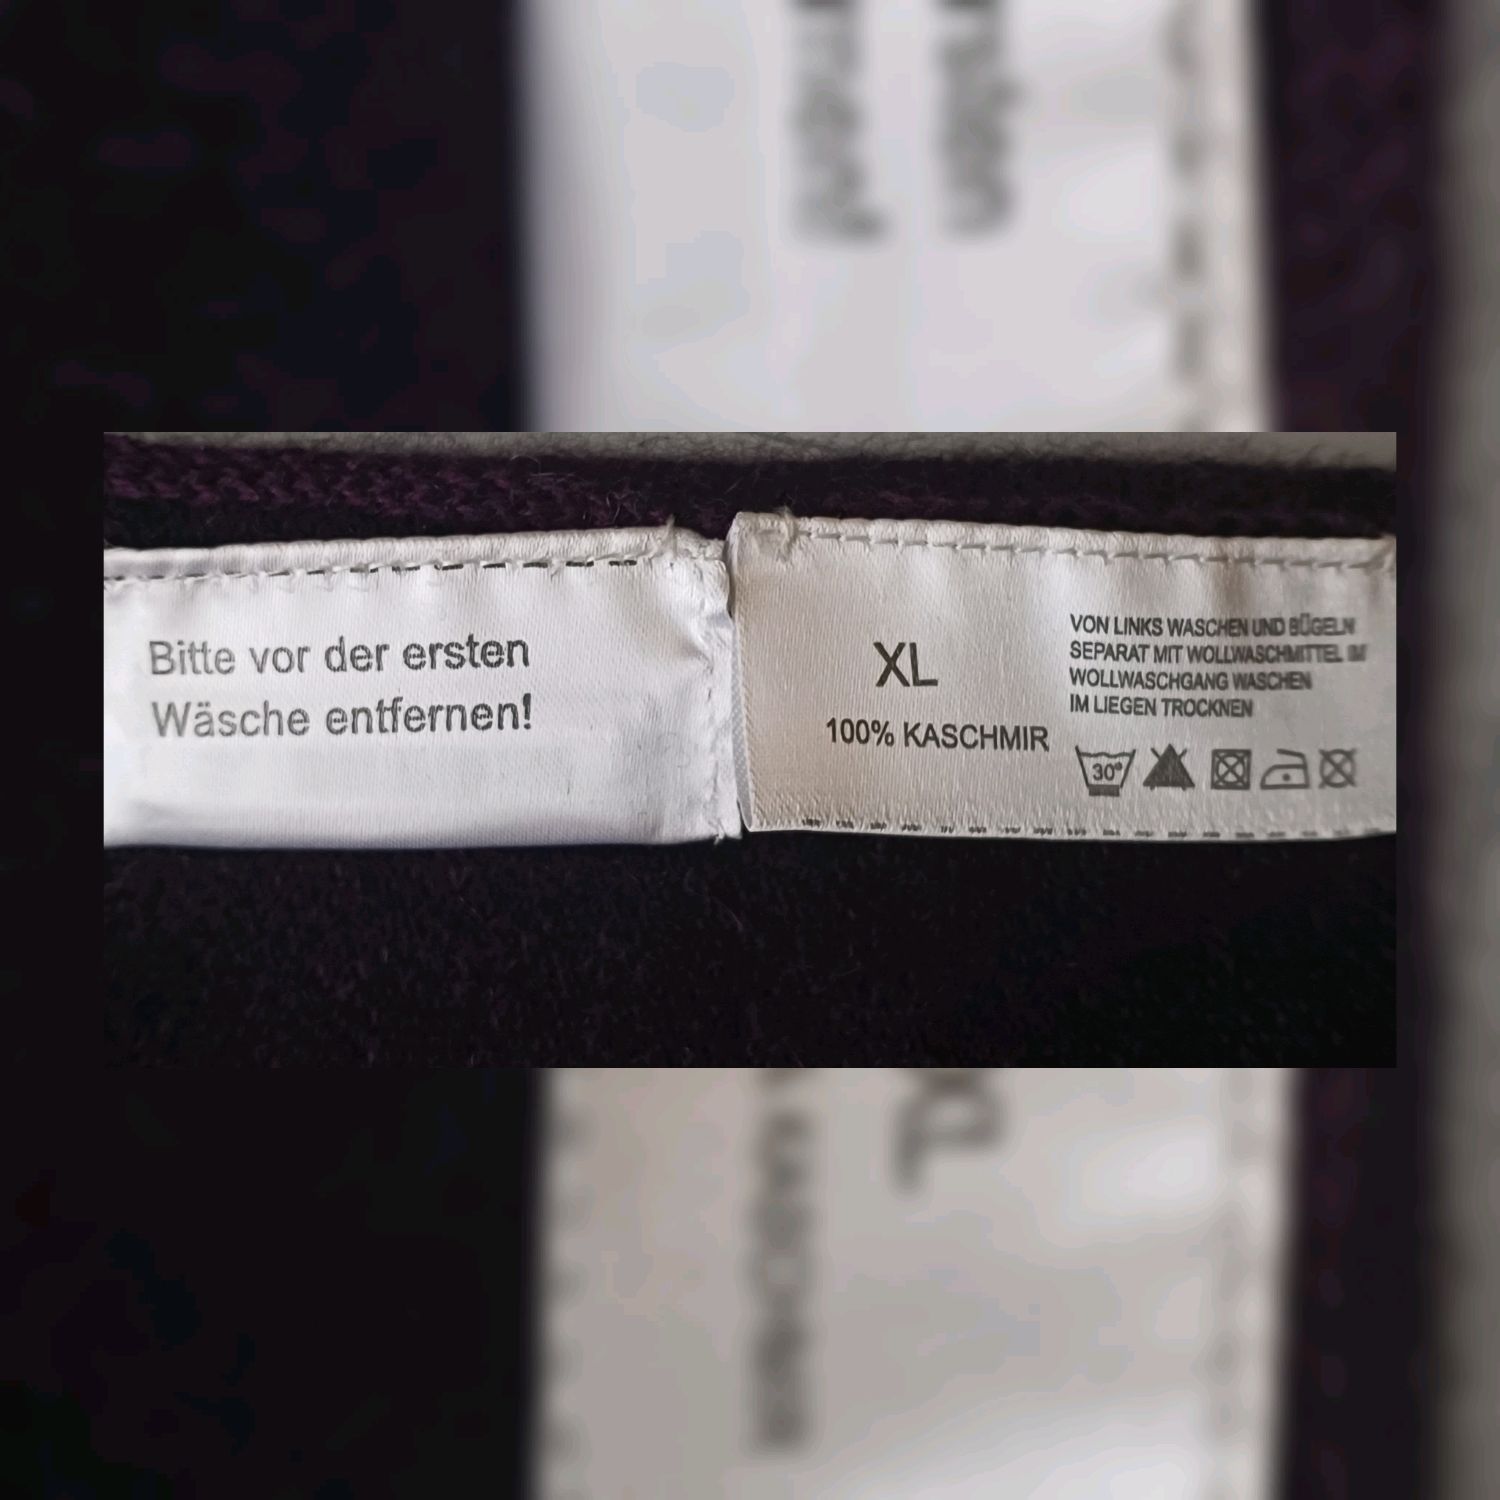 Bitte vor der ersten
Wäsche entfernen!
XL
100% KASCHMIR
VON LINKS WASCHEN UND BÜGELN
SEPARAT MIT WOLLWASCHMITTEL IM
WOLLWASCHGANG WASCHEN
IM LIEGEN TROCKNEN
30°